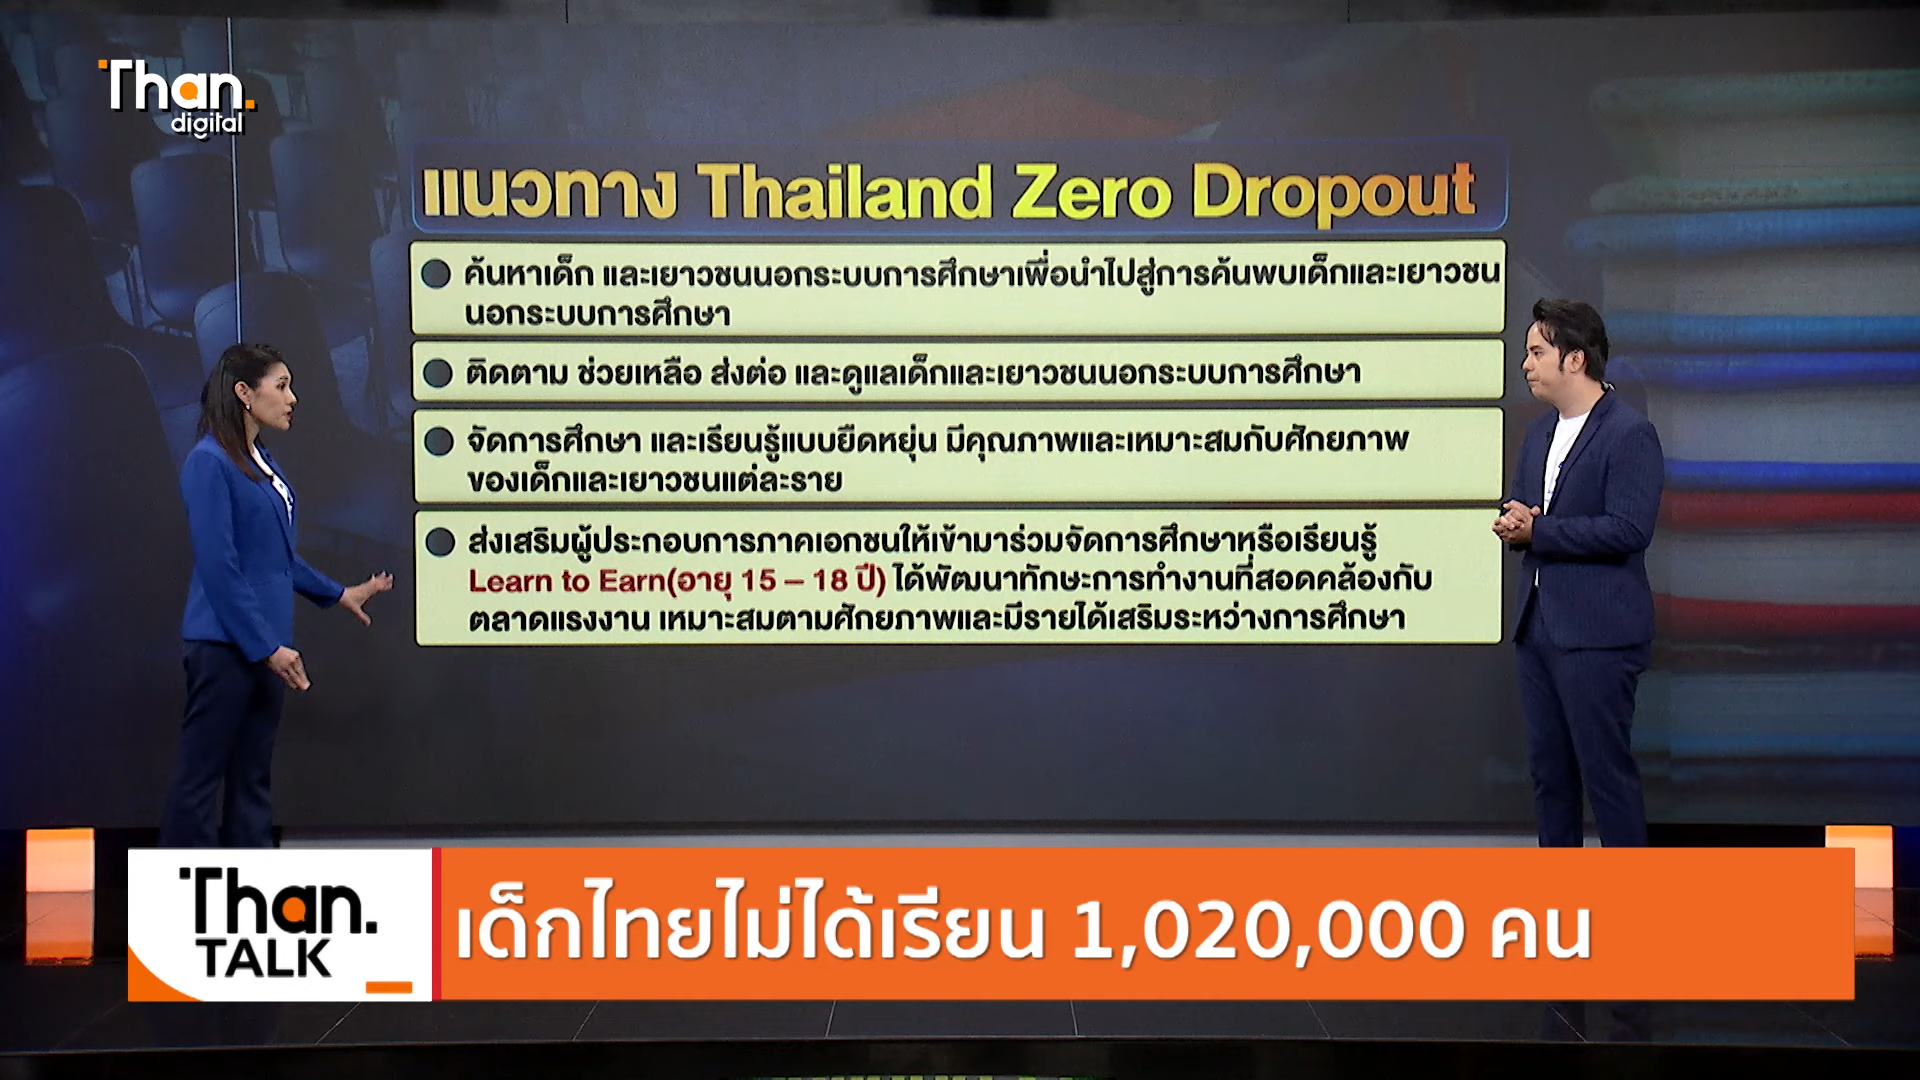 Than.
digital
แนวทาง Thailand Zero Dropout
ค้นหาเด็ก และเยาวชนนอกระบบการศึกษาเพื่อนำไปสู่การค้นพบเด็กและเยาวชน
นอกระบบการศึกษา
ติดตาม ช่วยเหลือ ส่งต่อ และดูแลเด็กและเยาวชนนอกระบบการศึกษา
จัดการศึกษา และเรียนรู้แบบยืดหยุ่น มีคุณภาพและเหมาะสมกับศักยภาพ
ของเด็กและเยาวชนแต่ละราย
ส่งเสริมผู้ประกอบการภาคเอกชนให้เข้ามาร่วมจัดการศึกษาหรือเรียนรู้
Learn to Earn(อายุ 15 – 18 ปี) ได้พัฒนาทักษะการทำงานที่สอดคล้องกับ
ตลาดแรงงาน เหมาะสมตามศักยภาพและมีรายได้เสริมระหว่างการศึกษา
Than.
TALK
เด็กไทยไม่ได้เรียน 1,020,000 คน